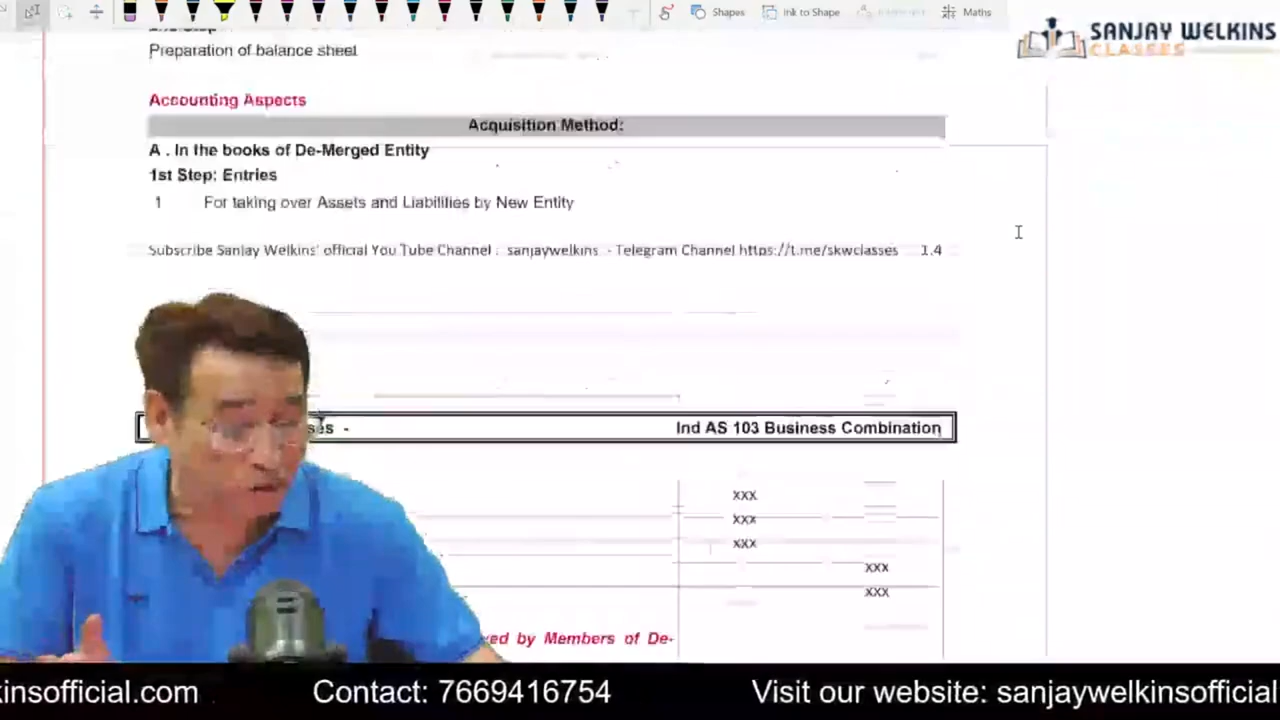 Shapes
Ink to Shape
Maths
SANJAY WELKINS
CLASSES
Preparation of balance sheet
Accounting Aspects
Acquisition Method:
A . In the books of De-Merged Entity
1st Step: Entries
1 For taking over Assets and Liabilities by New Entity
Subscribe Sanjay Welkins' official You Tube Channel : sanjaywelkins - Telegram Channel https://t.me/skwclasses 1.4
Ind AS 103 Business Combination
xxx
xxx
xxx
xxx
xxx
by Members of De-
kinsofficial.com Contact: 7669416754 Visit our website: sanjaywelkinsofficial